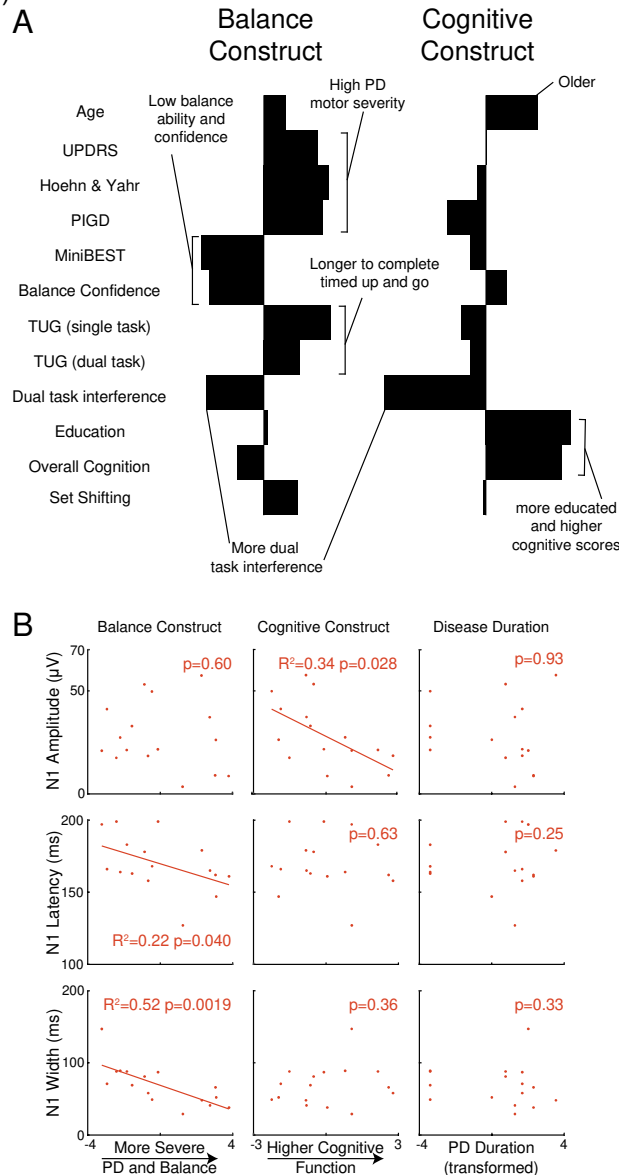 )
A
Balance
Construct
Cognitive
Construct
Low balance
ability and
confidence
High PD
motor severity
Older
Age
UPDRS
Hoehn & Yahr
PIGD
MiniBEST
Balance Confidence
TUG (single task)
TUG (dual task)
Dual task interference
Education
Overall Cognition
Set Shifting
Longer to complete
timed up and go
More dual
task interference
more educated
and higher
cognitive scores
B
Balance Construct
Cognitive Construct
Disease Duration
N1 Amplitude (µV)
70
50
0
p=0.60
R²=0.34 p=0.028
p=0.93
N1 Latency (ms)
200
150
100
R²=0.22 p=0.040
p=0.63
p=0.25
N1 Width (ms)
200
100
0
R²=0.52 p=0.0019
p=0.36
p=0.33
-4
4
-3
3
-4
4
More Severe
PD and Balance
Higher Cognitive
Function
PD Duration
(transformed)